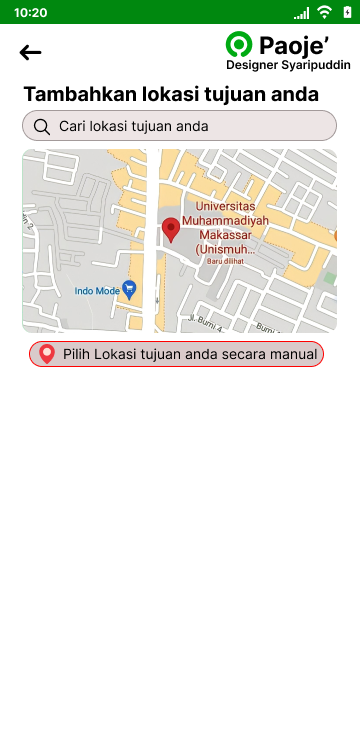 10:20
Paoje’
Designer Syaripuddin
Tambahkan lokasi tujuan anda
Cari lokasi tujuan anda
Universitas
Muhammadiyah
Makassar
(Unismuh...
Baru dilihat
Indo Mode
Jl. Bumi 4
Pilih Lokasi tujuan anda secara manual